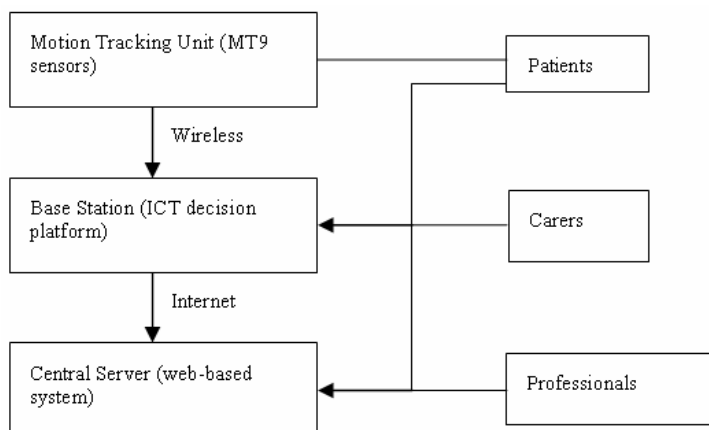 Motion Tracking Unit (MT9
sensors)
Patients
Wireless
Base Station (ICT decision
platform)
Carers
Internet
Central Server (web-based
system)
Professionals